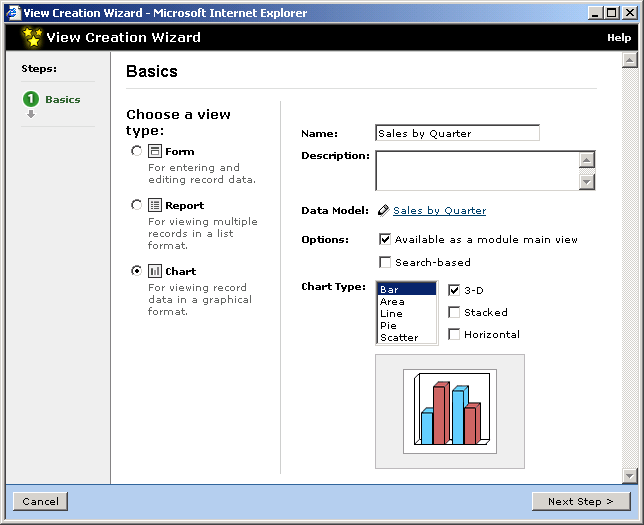 View Creation Wizard - Microsoft Internet Explorer
View Creation Wizard
Help
Steps:
1 Basics
Basics
Choose a view
type:
Form
For entering and
editing record data.
Report
For viewing multiple
records in a list
format.
Chart
For viewing record
data in a graphical
format.
Name: Sales by Quarter
Description:
Data Model: Sales by Quarter
Options: Available as a module main view
Search-based
Chart Type:
Bar
Area
Line
Pie
Scatter
3-D
Stacked
Horizontal
Cancel
Next Step >